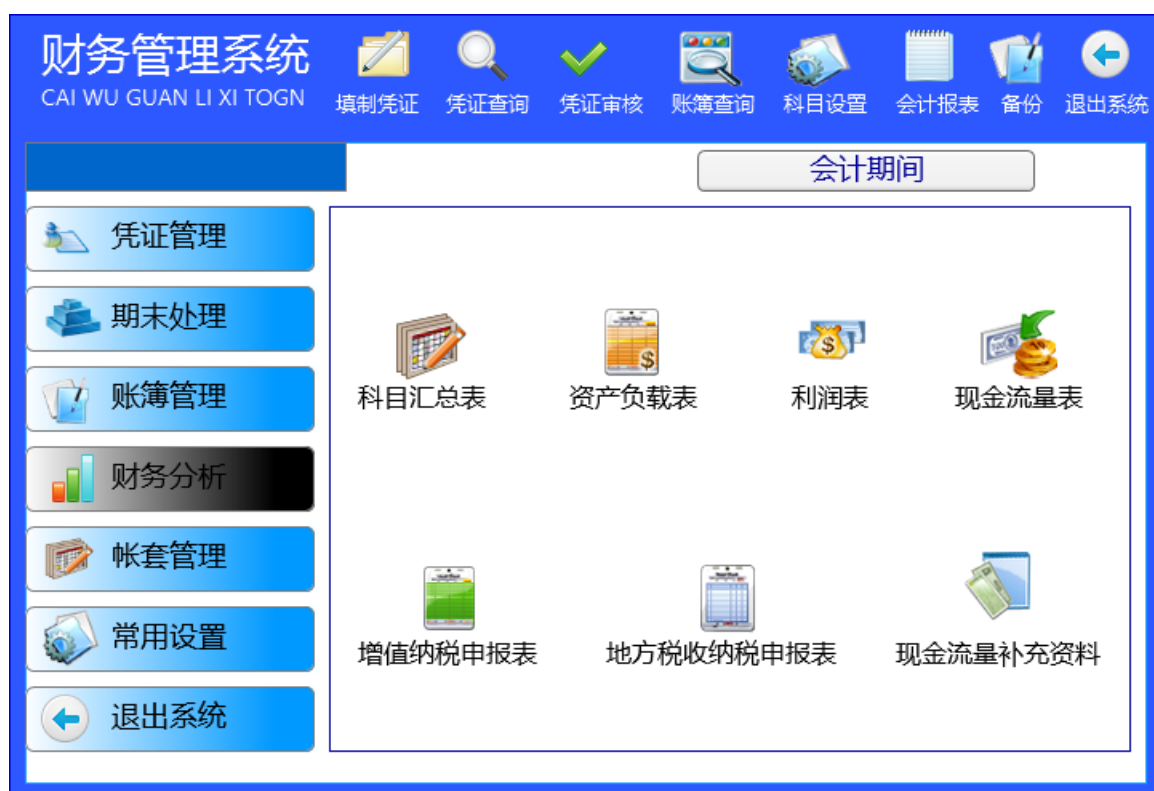 财务管理系统
CAI WU GUAN LI XI TOGN
填制凭证 凭证查询 凭证审核 账簿查询 科目设置 会计报表 备份 退出系统
会计期间
凭证管理
期末处理
账簿管理
财务分析
帐套管理
常用设置
退出系统
科目汇总表 资产负载表 利润表 现金流量表
增值纳税申报表 地方税收纳税申报表 现金流量补充资料